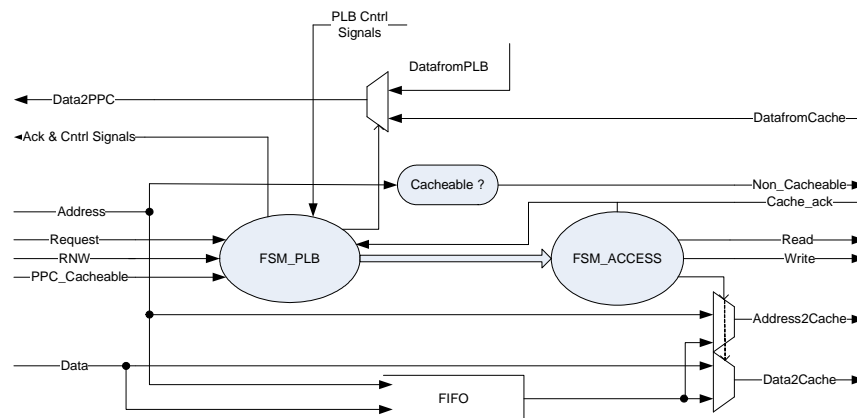 PLB Cntrl
Signals
DatafromPLB
Data2PPC
DatafromCache
Ack & Cntrl Signals
Cacheable ?
Non_Cacheable
Cache_ack
Address
Request
RNW
PPC_Cacheable
FSM_PLB
FSM_ACCESS
Read
Write
Address2Cache
Data
Data2Cache
FIFO